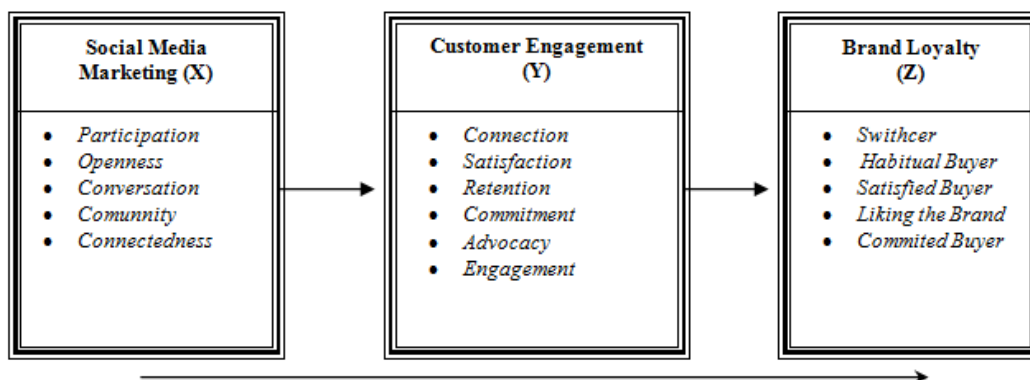 Social Media
Marketing (X)
• Participation
• Openness
• Conversation
• Comunnity
• Connectedness
Customer Engagement
(Y)
• Connection
• Satisfaction
• Retention
• Commitment
• Advocacy
• Engagement
Brand Loyalty
(Z)
• Swithcer
• Habitual Buyer
• Satisfied Buyer
• Liking the Brand
• Commited Buyer